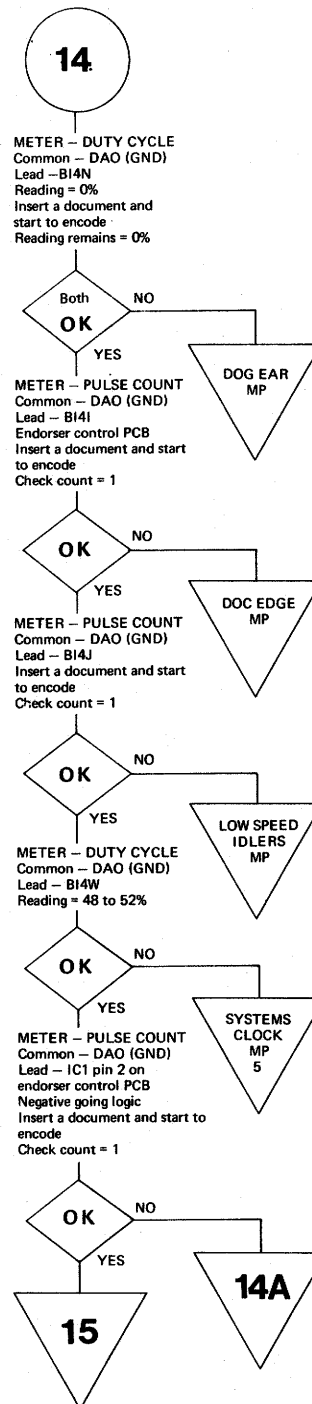 14
METER – DUTY CYCLE
Common – DAO (GND)
Lead –BI4N
Reading = 0%
Insert a document and
start to encode
Reading remains = 0%
Both
OK
NO
YES
DOG EAR
MP
METER – PULSE COUNT
Common – DAO (GND)
Lead – BI4I
Endorser control PCB
Insert a document and start
to encode
Check count = 1
OK
NO
YES
DOC EDGE
MP
METER – PULSE COUNT
Common – DAO (GND)
Lead – BI4J
Insert a document and start
to encode
Check count = 1
OK
NO
YES
LOW SPEED
IDLERS
MP
METER – DUTY CYCLE
Common – DAO (GND)
Lead – BI4W
Reading = 48 to 52%
OK
NO
YES
SYSTEMS
CLOCK
MP
5
METER – PULSE COUNT
Common – DAO (GND)
Lead – IC1 pin 2 on
endorser control PCB
Negative going logic
Insert a document and start to
encode
Check count = 1
OK
NO
YES
14A
15